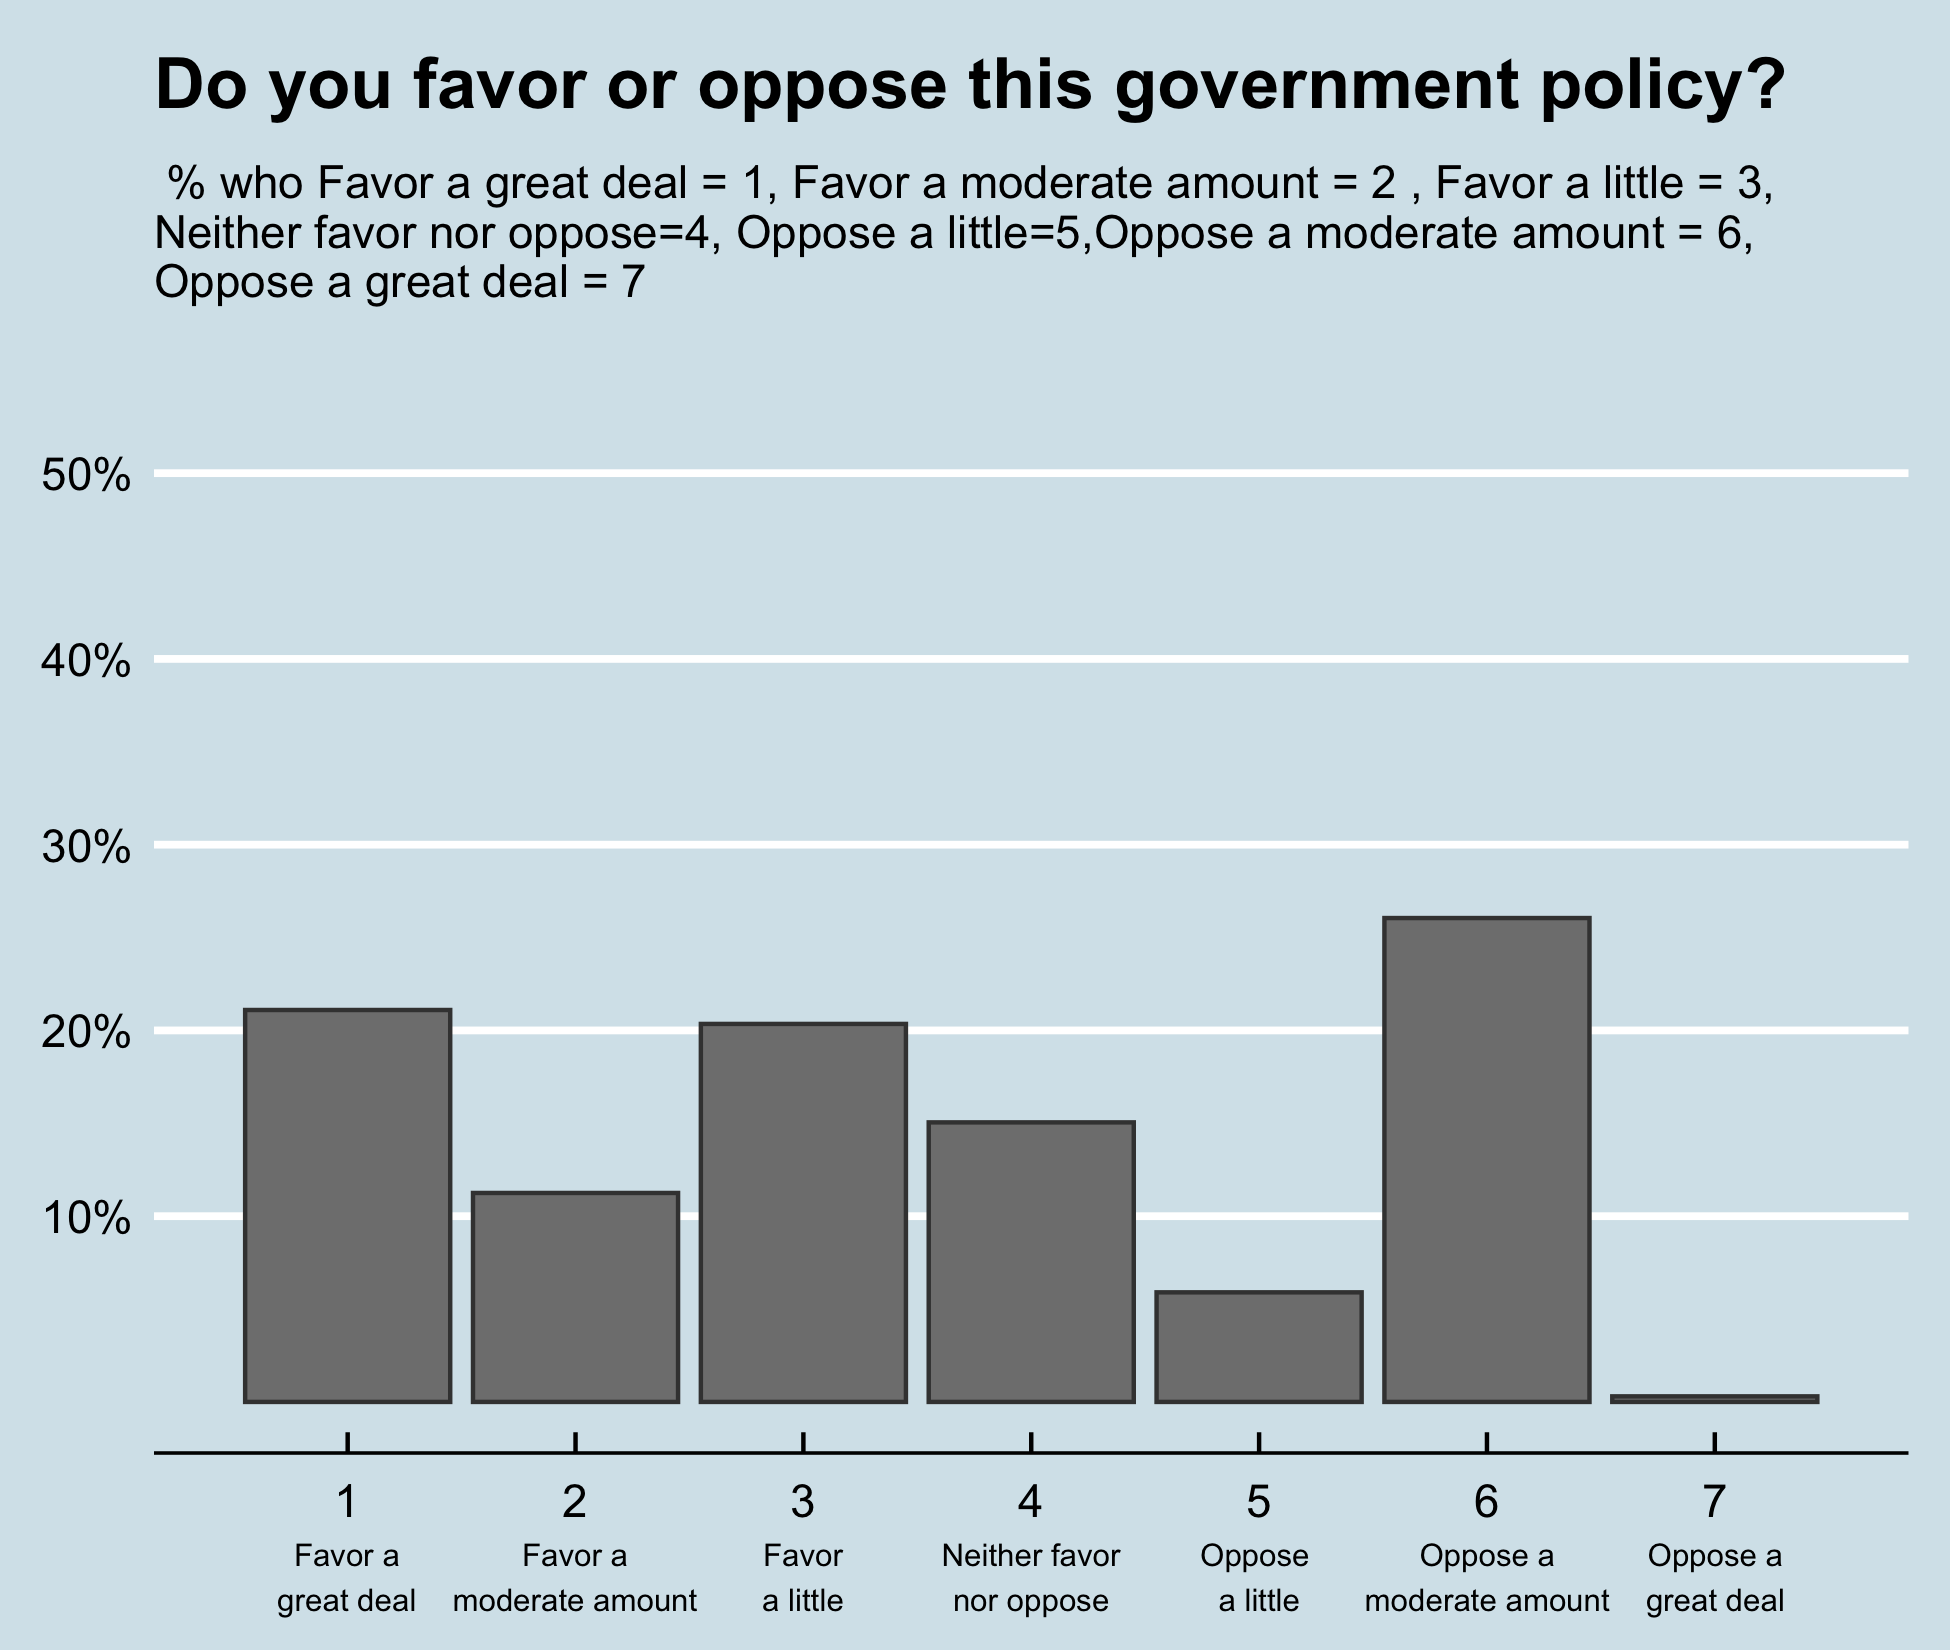 Do you favor or oppose this government policy?
% who Favor a great deal = 1, Favor a moderate amount = 2 , Favor a little = 3,
Neither favor nor oppose=4, Oppose a little=5,Oppose a moderate amount = 6,
Oppose a great deal = 7
50%
40%
30%
20%
10%
1 2 3 4 5 6 7
Favor a Favor a Favor Neither favor Oppose Oppose a Oppose a
great deal moderate amount a little nor oppose a little moderate amount great deal